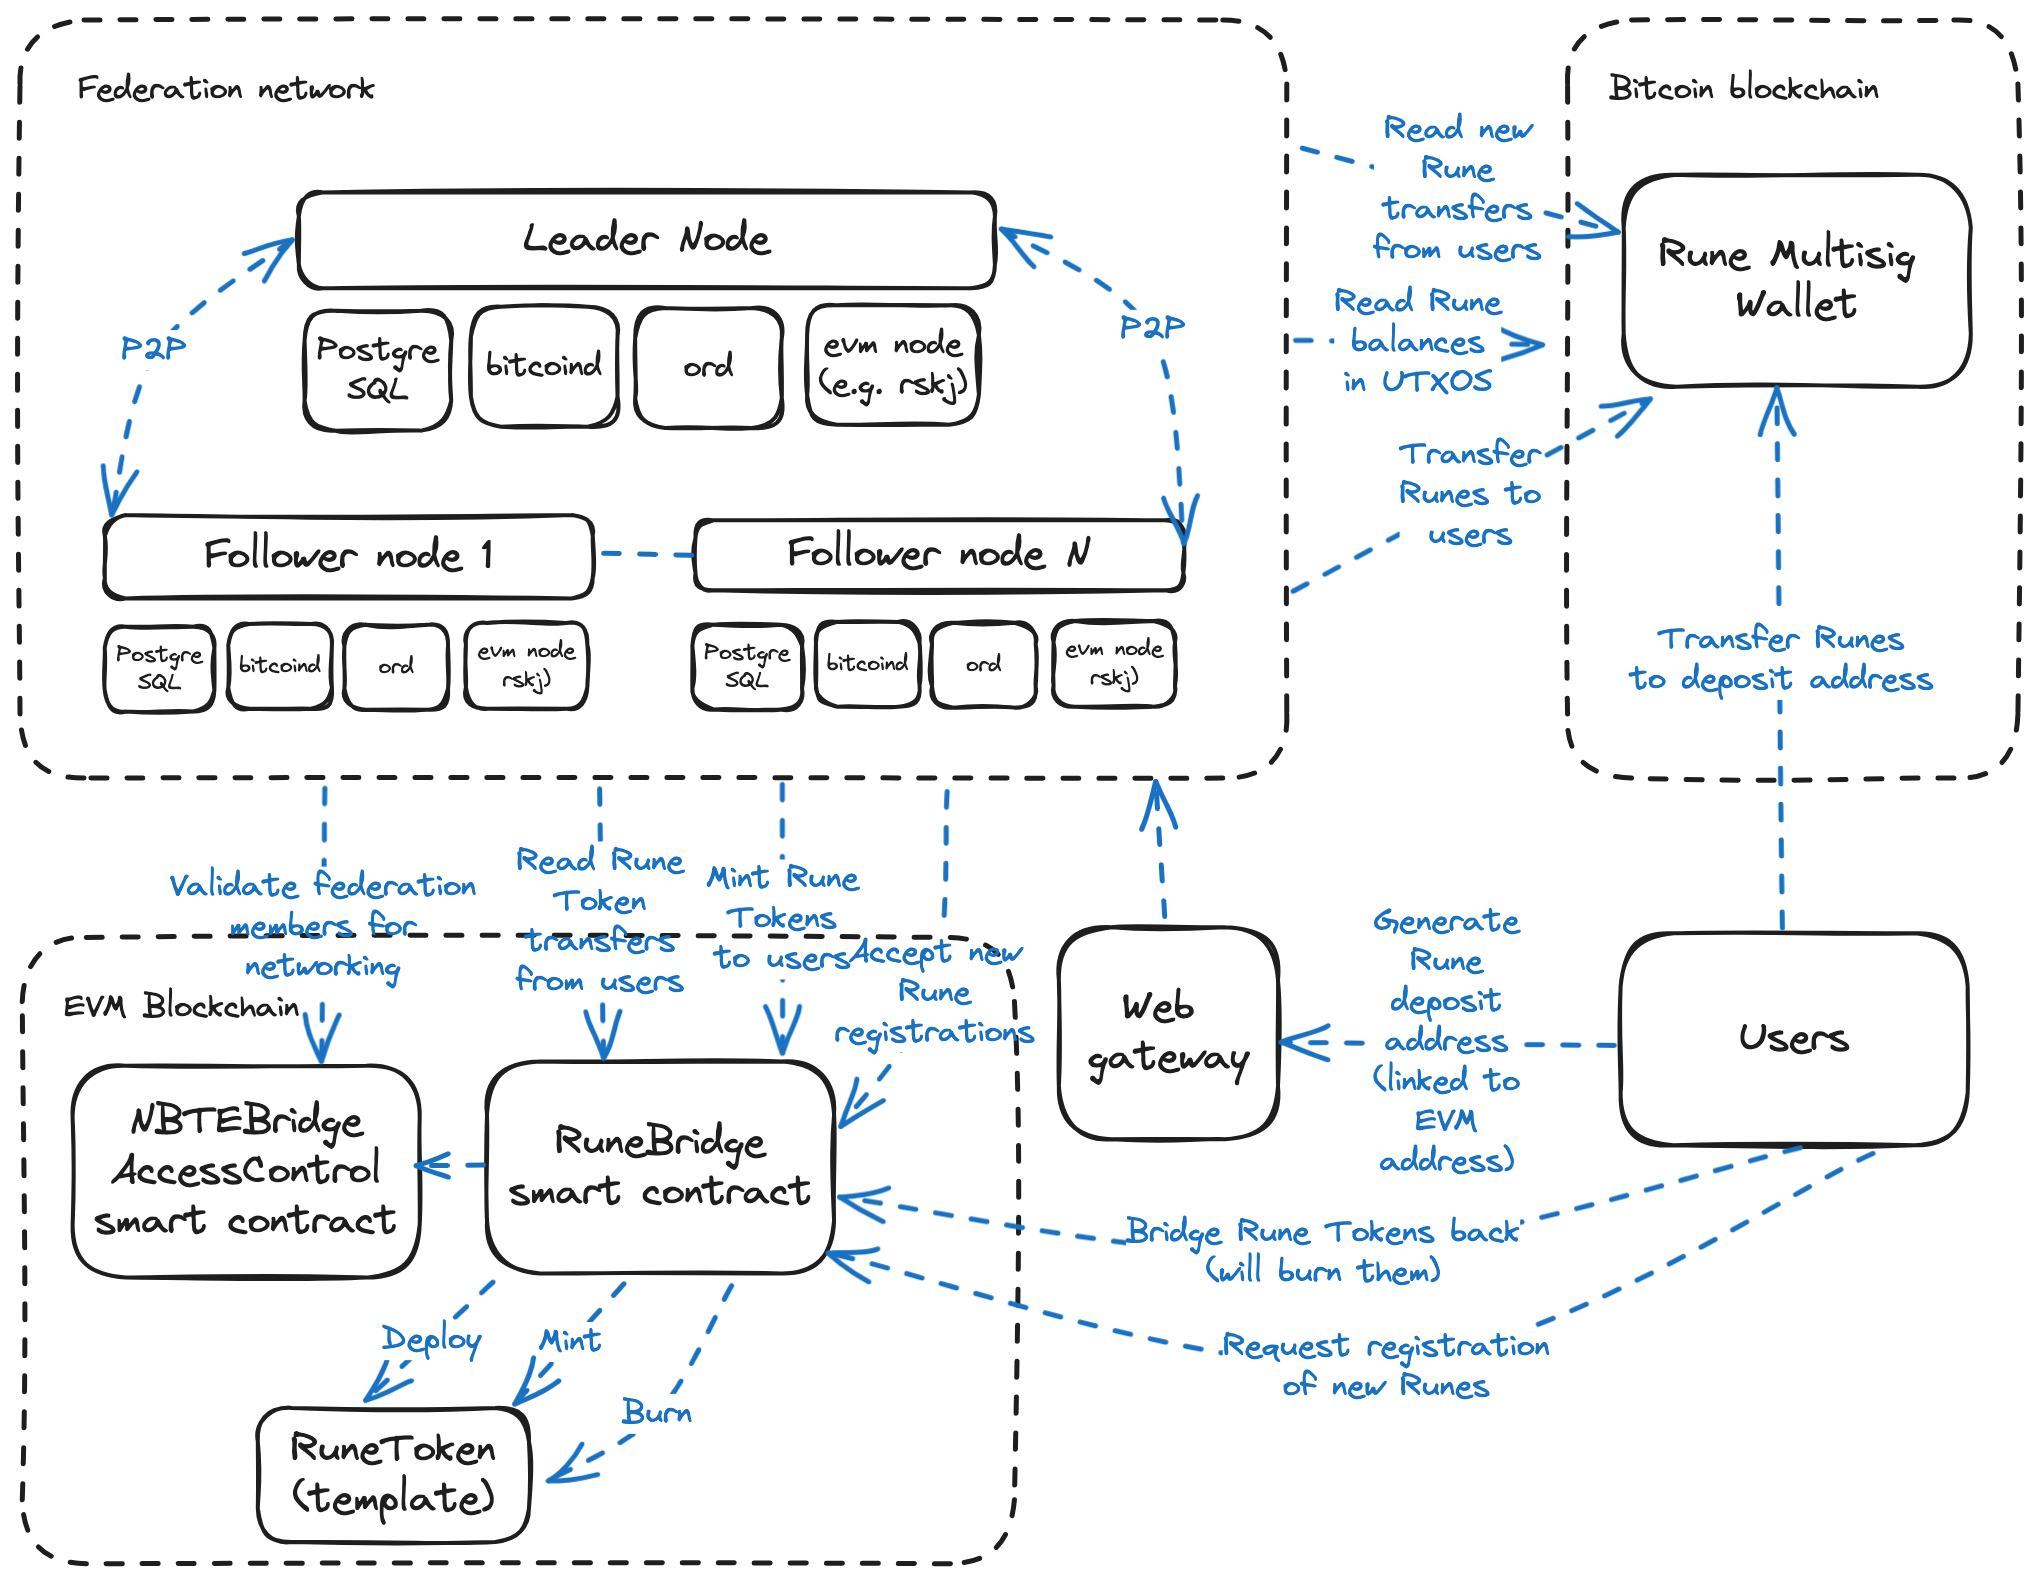 Federation network
Leader Node
Postgre
SQL
bitcoind
ord
evm node
(e.g. rskj)
P2P
P2P
Follower node 1
Postgre
SQL
bitcoind
ord
evm node
rskj)
Follower node N
Postgre
SQL
bitcoind
ord
evm node
rskj)
Read new
Rune
transfers
from users
Read Rune
balances
in UTXOS
Transfer
Runes to
users
Bitcoin blockchain
Rune Multisig
Wallet
Transfer Runes
to deposit address
Validate federation
members for
networking
Read Rune
Token
transfers
from users
Mint Rune
Tokens
to users
Accept new
Rune
registrations
EVM Blockchain
NBTEBridge
AccessControl
smart contract
RuneBridge
smart contract
Web
gateway
Generate
Rune
deposit
address
(linked to
EVM
address)
Users
Bridge Rune Tokens back
(will burn them)
Request registration
of new Runes
Deploy
Mint
Burn
RuneToken
(template)